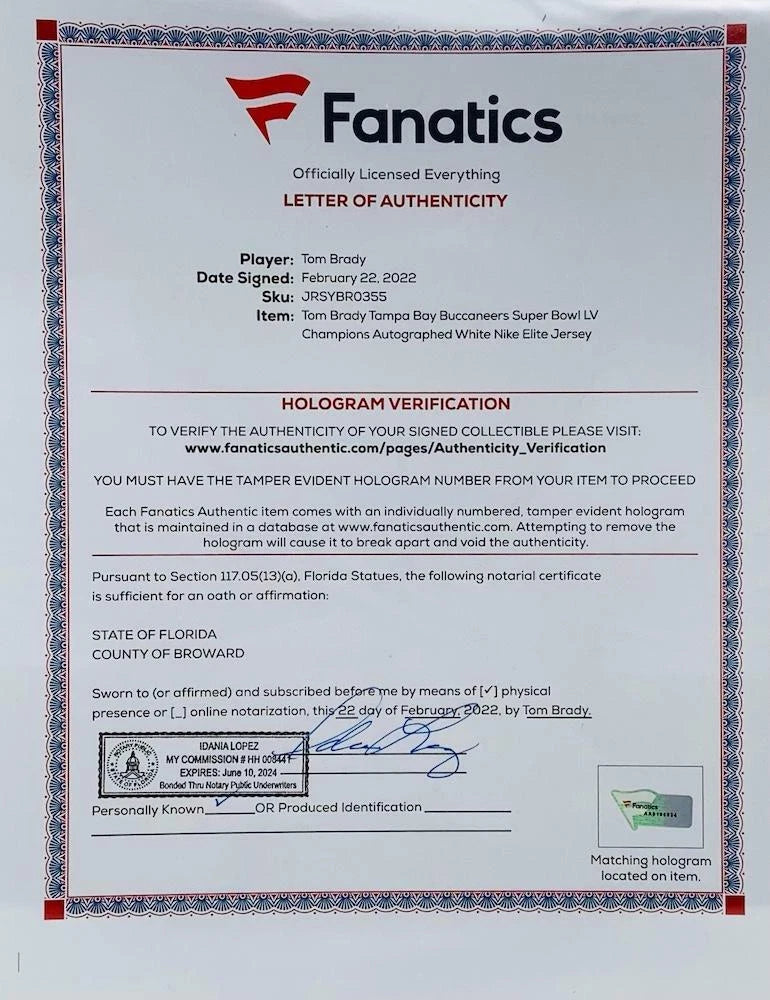 Fanatics
Officially Licensed Everything
LETTER OF AUTHENTICITY
Player: Tom Brady
Date Signed: February 22, 2022
Sku: JRSYBR0355
Item: Tom Brady Tampa Bay Buccaneers Super Bowl LV
Champions Autographed White Nike Elite Jersey
HOLOGRAM VERIFICATION
TO VERIFY THE AUTHENTICITY OF YOUR SIGNED COLLECTIBLE PLEASE VISIT:
www.fanaticsauthentic.com/pages/Authenticity_Verification
YOU MUST HAVE THE TAMPER EVIDENT HOLOGRAM NUMBER FROM YOUR ITEM TO PROCEED
Each Fanatics Authentic item comes with an individually numbered, tamper evident hologram
that is maintained in a database at www.fanaticsauthentic.com. Attempting to remove the
hologram will cause it to break apart and void the authenticity.
Pursuant to Section 117.05(13)(a), Florida Statues, the following notarial certificate
is sufficient for an oath or affirmation:
STATE OF FLORIDA
COUNTY OF BROWARD
Sworn to (or affirmed) and subscribed before me by means of [✓] physical
presence or [_] online notarization, this 22 day of February, 2022, by Tom Brady.
IDANIA LOPEZ
MY COMMISSION # HH
EXPIRES: June 10, 2024
Bonded Thru Notary Public Underwriters
Personally Known ✓ OR Produced Identification
Fanatics
Matching hologram
located on item.